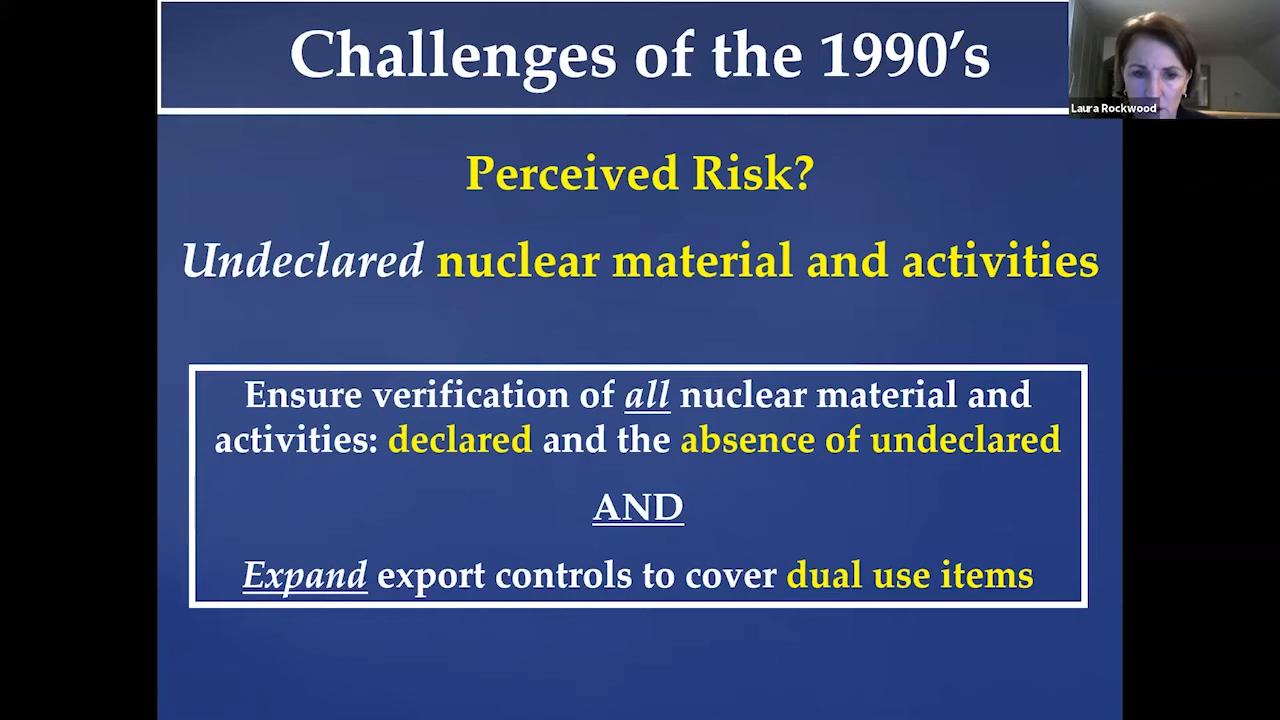 Challenges of the 1990's
Laura Rockwood
Perceived Risk?
Undeclared nuclear material and activities
Ensure verification of all nuclear material and
activities: declared and the absence of undeclared
AND
Expand export controls to cover dual use items